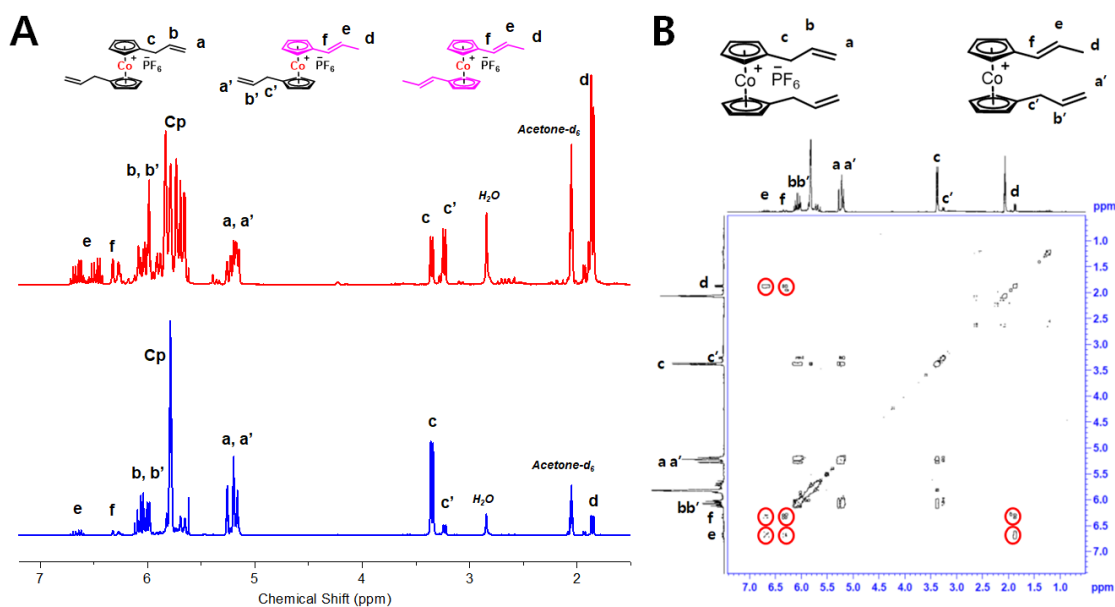 A
c b a
Co+ PF6−
f e d
Co+ PF6−
a' b' c'
f e d
Co+ PF6−
d
Cp
Acetone-d6
b, b'
H2O
a, a'
c c'
e f
Cp
a, a'
c
b, b'
Acetone-d6
H2O
e f
c'
d
7 6 5 4 3 2
Chemical Shift (ppm)
B
c b a
Co + PF6−
f e d
Co+
a'
c' b'
e f bb' a a' c c' d
ppm
ppm
1.0
d
1.5
2.0
2.5
3.0
c'
c
3.5
4.0
4.5
5.0
a a'
5.5
bb'
6.0
f
6.5
e
7.0
7.0 6.5 6.0 5.5 5.0 4.5 4.0 3.5 3.0 2.5 2.0 1.5 1.0 ppm